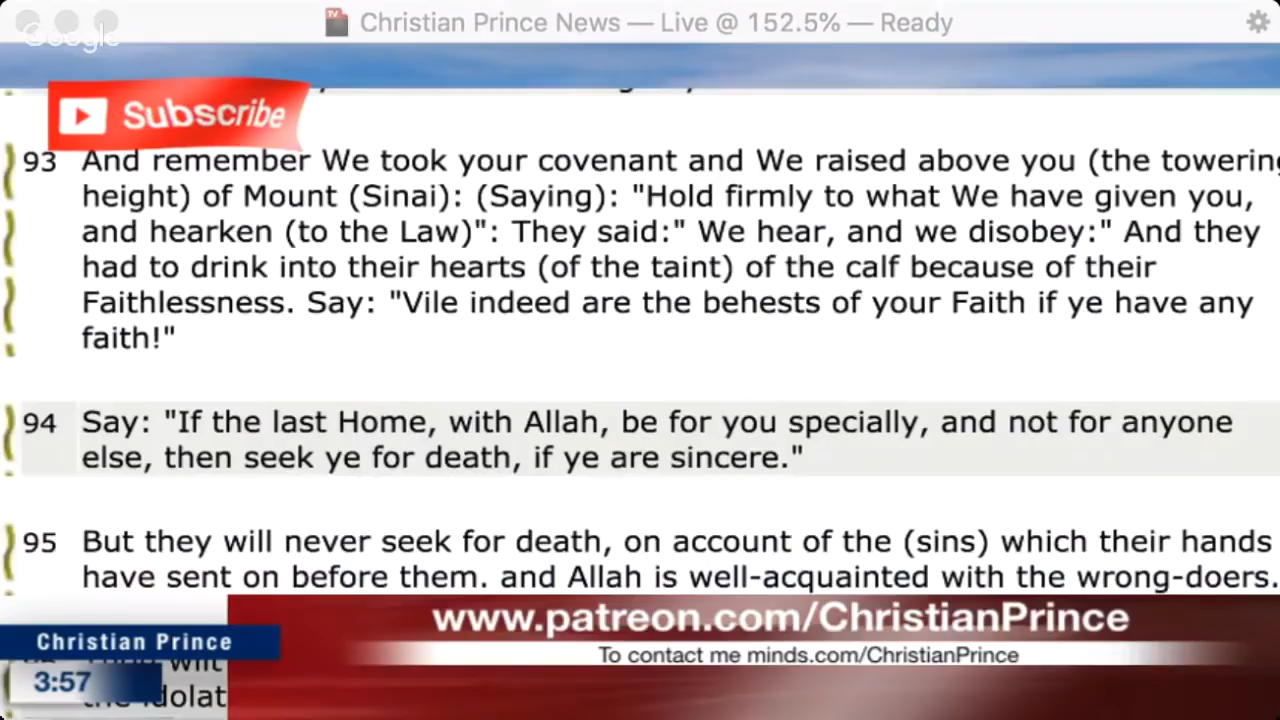 Christian Prince News — Live @ 152.5% — Ready
Google
Subscribe
93 And remember We took your covenant and We raised above you (the towering
height) of Mount (Sinai): (Saying): "Hold firmly to what We have given you,
and hearken (to the Law)": They said:" We hear, and we disobey:" And they
had to drink into their hearts (of the taint) of the calf because of their
Faithlessness. Say: "Vile indeed are the behests of your Faith if ye have any
faith!"
94 Say: "If the last Home, with Allah, be for you specially, and not for anyone
else, then seek ye for death, if ye are sincere."
95 But they will never seek for death, on account of the (sins) which their hands
have sent on before them. and Allah is well-acquainted with the wrong-doers.
www.patreon.com/ChristianPrince
Christian Prince
To contact me minds.com/ChristianPrince
wilt
3:57
the idolat